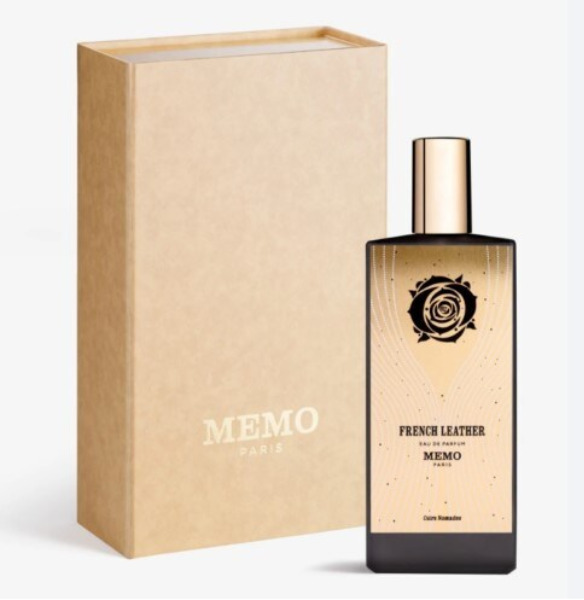 MEMO
PARIS
FRENCH LEATHER
EAU DE PARFUM
MEMO
PARIS
Cuirs Nomades